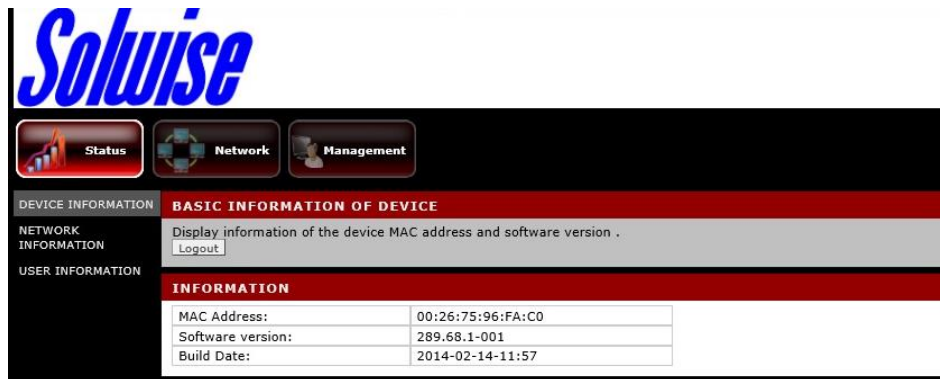 Solwise
Status
Network
Management
DEVICE INFORMATION
NETWORK
INFORMATION
USER INFORMATION
BASIC INFORMATION OF DEVICE
Display information of the device MAC address and software version .
Logout
INFORMATION
MAC Address: 00:26:75:96:FA:C0
Software version: 289.68.1-001
Build Date: 2014-02-14-11:57